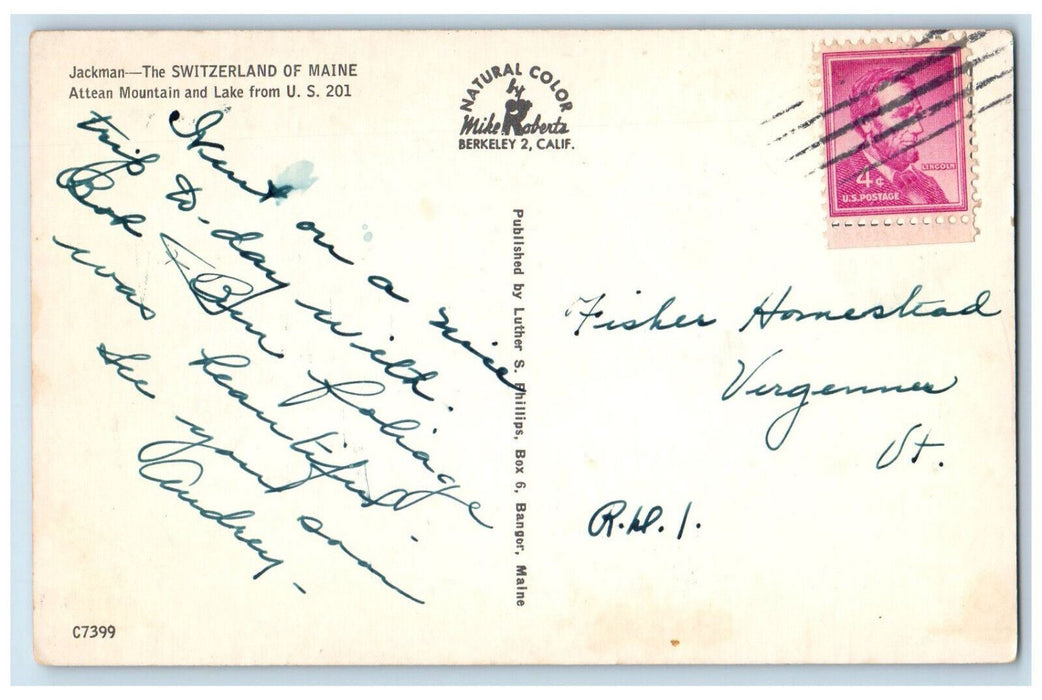 Jackman—The SWITZERLAND OF MAINE
Attean Mountain and Lake from U. S. 201
NATURAL COLOR
by
Mike Roberts
BERKELEY 2, CALIF.
LINCOLN
4¢
U.S. POSTAGE
Went on a nice
trip to-day with
Bob &
foliage
was beautiful.
See you soon
Audrey-
Published by Luther S. Phillips, Box 6, Bangor, Maine
Fisher Homestead
Vergennes
Vt.
R.D. 1.
C7399